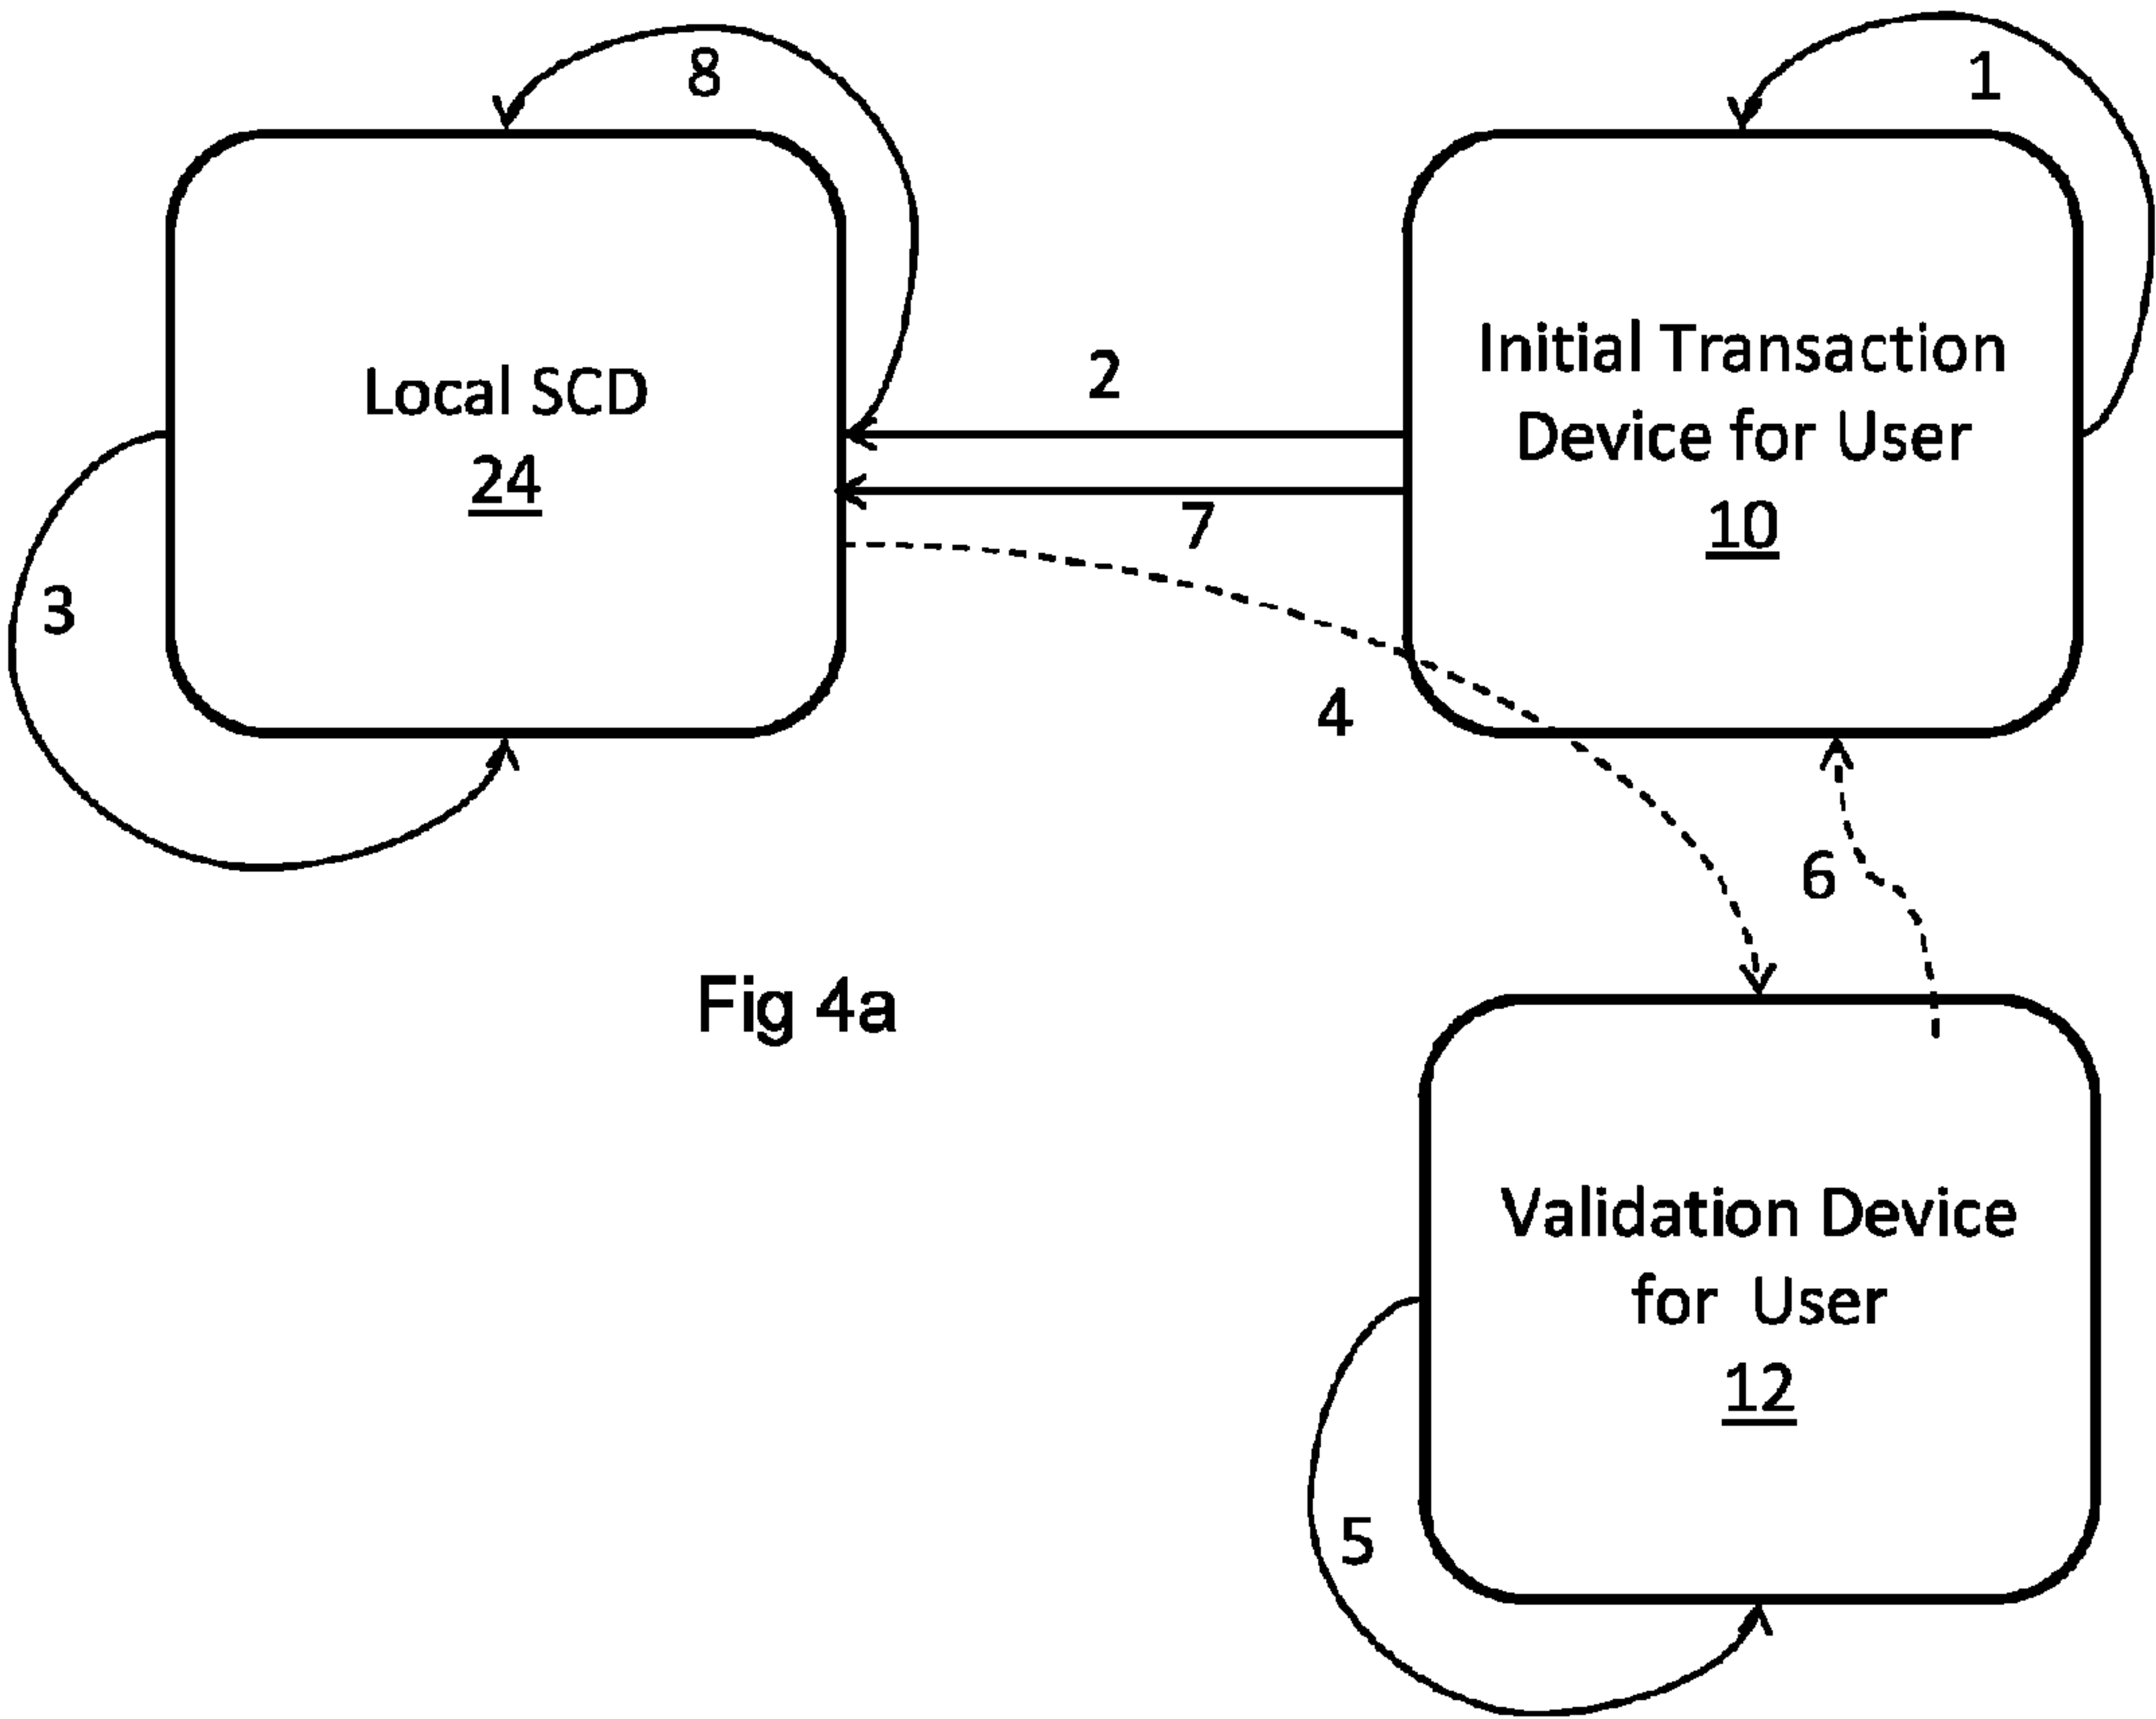 8
1
Local SCD
24
Initial Transaction
Device for User
10
2
7
3
4
6
Fig 4a
Validation Device
for User
12
5